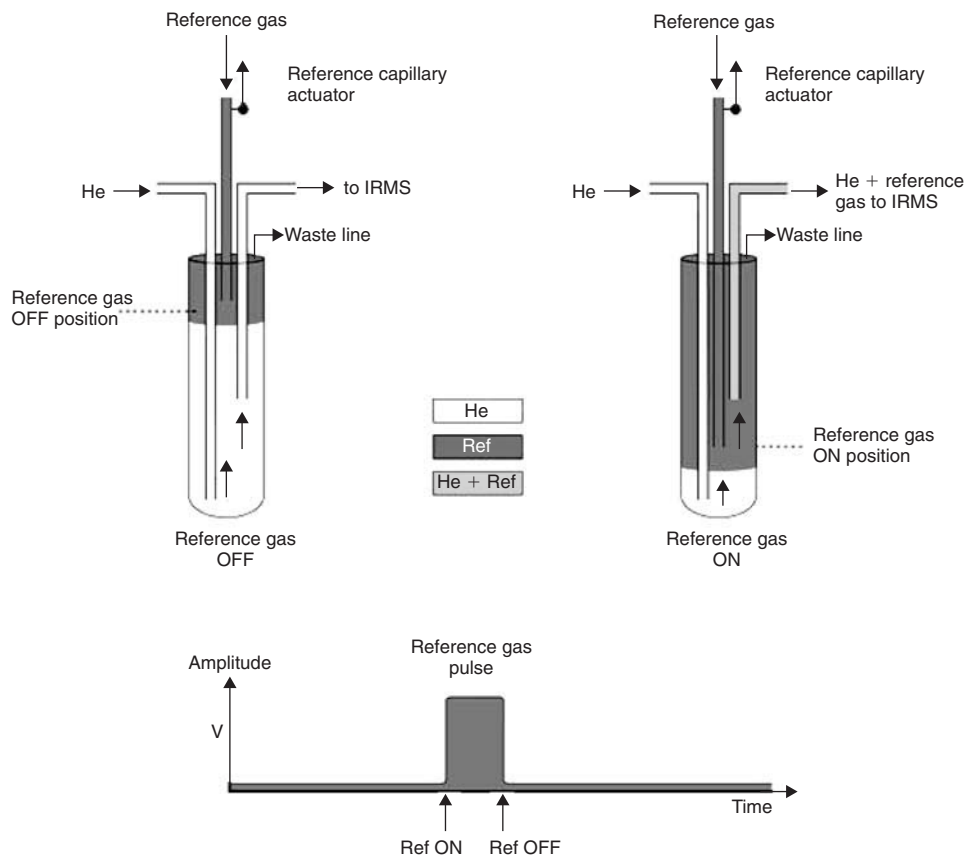 Reference gas
Reference capillary
actuator
He
to IRMS
Waste line
Reference gas
OFF position
Reference gas
OFF
Reference gas
Reference capillary
actuator
He
He + reference
gas to IRMS
Waste line
Reference gas
ON position
Reference gas
ON
He
Ref
He + Ref
Reference gas
pulse
Amplitude
V
Time
Ref ON
Ref OFF